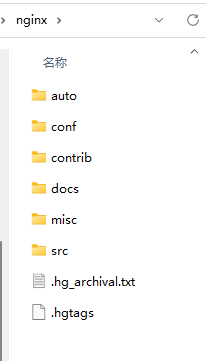 nginx
名称
auto
conf
contrib
docs
misc
src
.hg_archival.txt
.hgtags